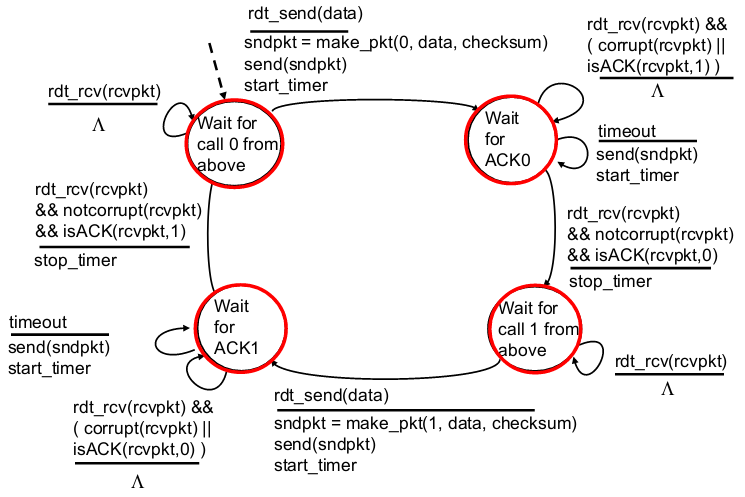 rdt_send(data)
sndpkt = make_pkt(0, data, checksum)
send(sndpkt)
start_timer
rdt_rcv(rcvpkt) &&
( corrupt(rcvpkt) ||
isACK(rcvpkt,1) )
Λ
rdt_rcv(rcvpkt)
Λ
Wait for
call 0 from
above
Wait
for
ACK0
timeout
send(sndpkt)
start_timer
rdt_rcv(rcvpkt)
&& notcorrupt(rcvpkt)
&& isACK(rcvpkt,1)
stop_timer
rdt_rcv(rcvpkt)
&& notcorrupt(rcvpkt)
&& isACK(rcvpkt,0)
stop_timer
Wait
for
ACK1
Wait for
call 1 from
above
timeout
send(sndpkt)
start_timer
rdt_rcv(rcvpkt)
Λ
rdt_rcv(rcvpkt) &&
( corrupt(rcvpkt) ||
isACK(rcvpkt,0) )
Λ
rdt_send(data)
sndpkt = make_pkt(1, data, checksum)
send(sndpkt)
start_timer